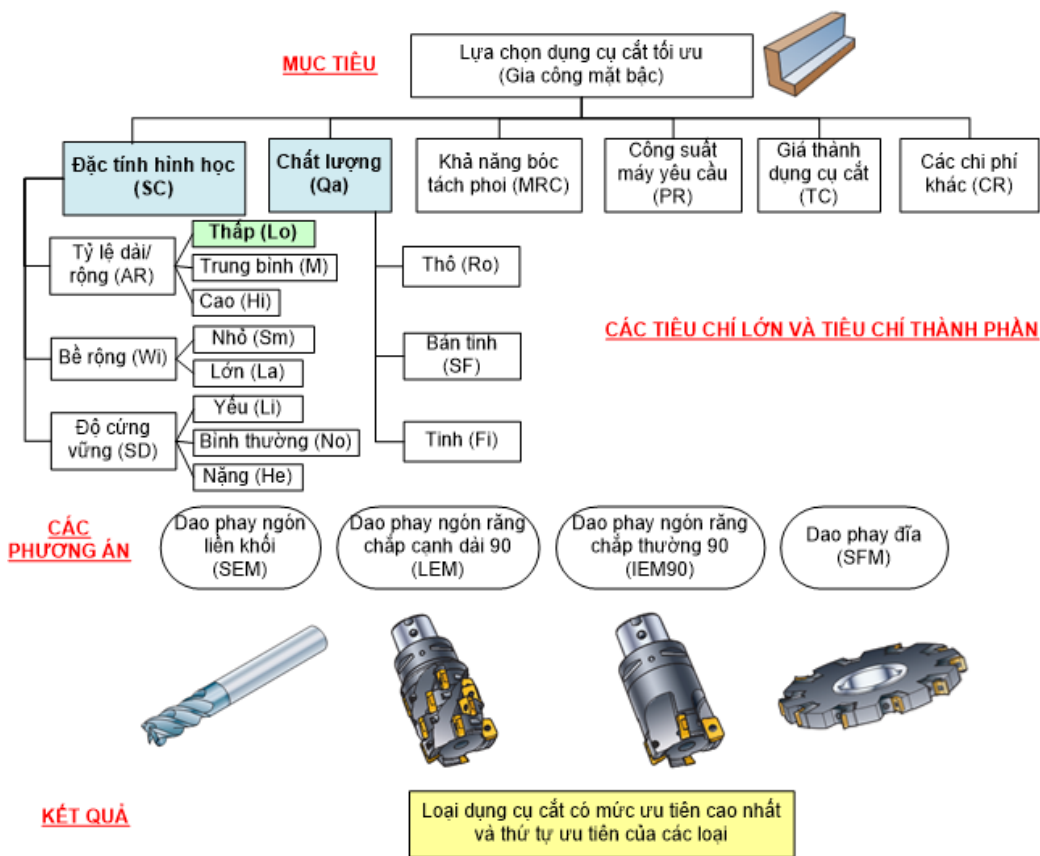 MỤC TIÊU
Lựa chọn dụng cụ cắt tối ưu
(Gia công mặt bậc)
Đặc tính hình học
(SC)
Chất lượng
(Qa)
Khả năng bóc
tách phoi (MRC)
Công suất
máy yêu cầu
(PR)
Giá thành
dụng cụ cắt
(TC)
Các chi phí
khác (CR)
Tỷ lệ dài/
rộng (AR)
Thấp (Lo)
Trung bình (M)
Cao (Hi)
Bề rộng (Wi)
Nhỏ (Sm)
Lớn (La)
Độ cứng
vững (SD)
Yếu (Li)
Bình thường (No)
Nặng (He)
Thô (Ro)
Bán tinh
(SF)
Tinh (Fi)
CÁC TIÊU CHÍ LỚN VÀ TIÊU CHÍ THÀNH PHẦN
CÁC
PHƯƠNG ÁN
Dao phay ngón
liền khối
(SEM)
Dao phay ngón răng
chắp cạnh dài 90
(LEM)
Dao phay ngón răng
chắp thường 90
(IEM90)
Dao phay đĩa
(SFM)
KẾT QUẢ
Loại dụng cụ cắt có mức ưu tiên cao nhất
và thứ tự ưu tiên của các loại